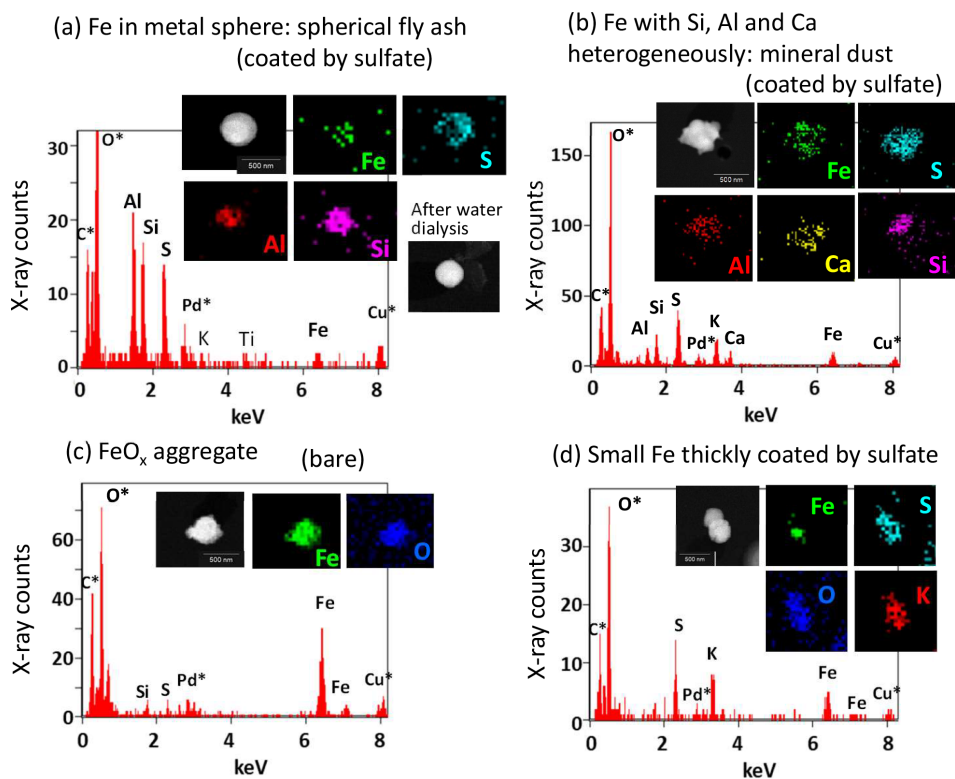 (a) Fe in metal sphere: spherical fly ash
(coated by sulfate)
X-ray counts
30
20
10
0
O*
C*
Al
Si
S
Pd*
K
Ti
Fe
Cu*
500 nm
Fe
S
Al
Si
After water
dialysis
0 2 4 6 8
keV
(b) Fe with Si, Al and Ca
heterogeneously: mineral dust
(coated by sulfate)
X-ray counts
150
100
50
0
O*
C*
Al
Si
S
Pd*
K
Ca
Fe
Cu*
500 nm
Fe
S
Al
Ca
Si
0 2 4 6 8
keV
(c) FeOₓ aggregate
(bare)
X-ray counts
60
40
20
0
O*
C*
Si
S
Pd*
Fe
Fe
Cu*
500 nm
Fe
O
0 2 4 6 8
keV
(d) Small Fe thickly coated by sulfate
X-ray counts
30
20
10
0
O*
C*
S
Pd*
K
Fe
Fe
Cu*
500 nm
Fe
S
O
K
0 2 4 6 8
keV